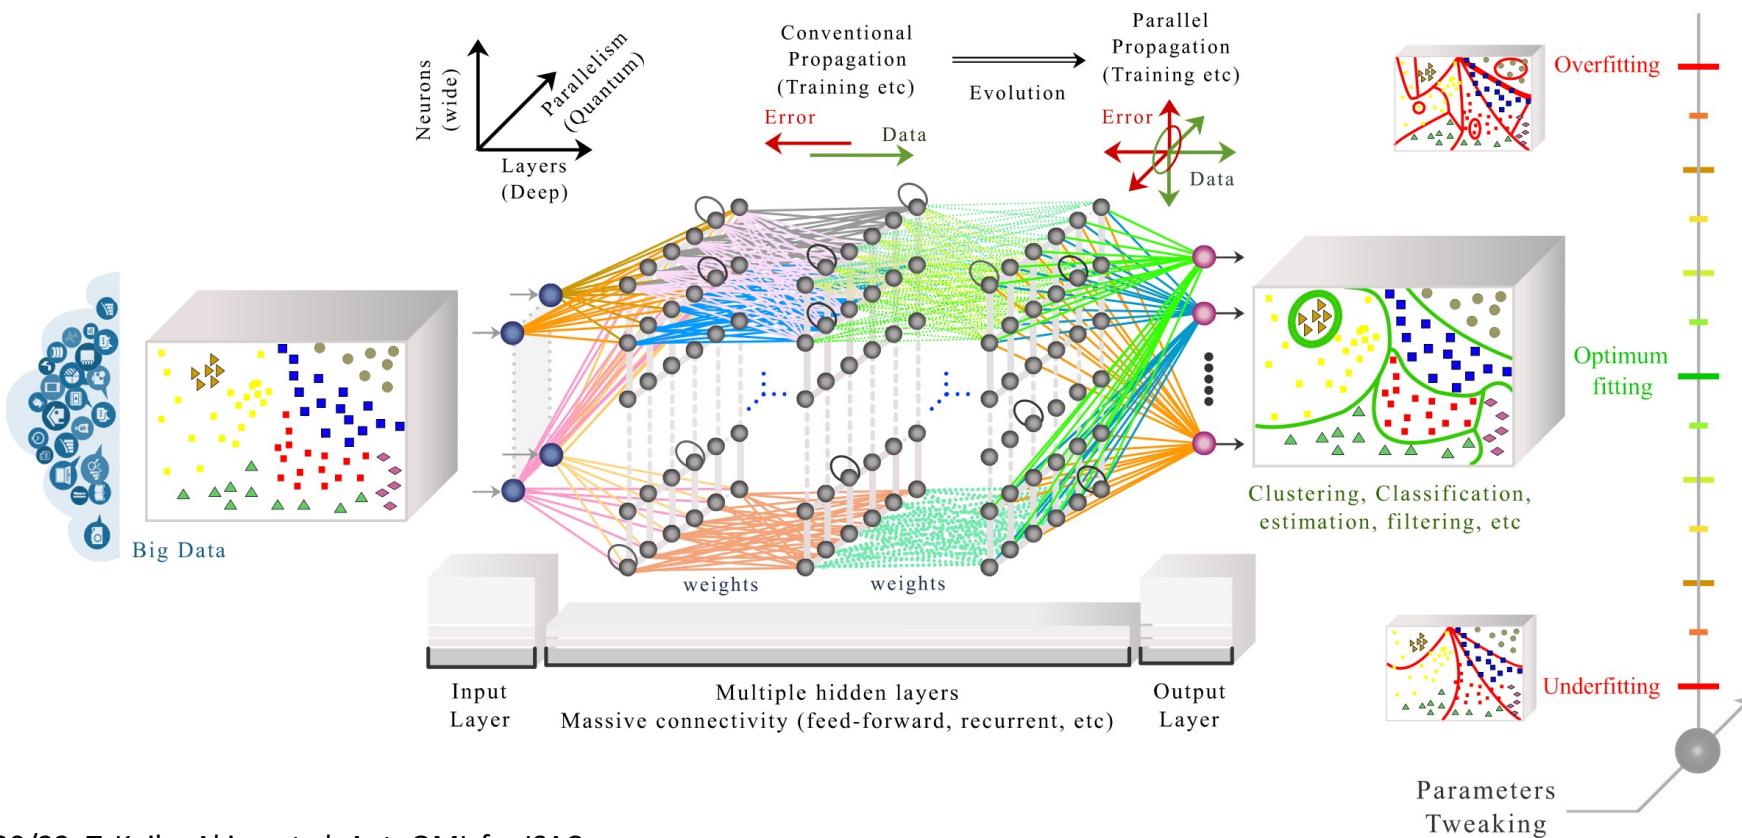 Neurons
(wide)
Parallelism
(Quantum)
Layers
(Deep)
Conventional
Propagation
(Training etc)
Error
Data
Evolution
Parallel
Propagation
(Training etc)
Error
Data
Overfitting
Optimum
fitting
Underfitting
Parameters
Tweaking
Big Data
weights
weights
Clustering, Classification,
estimation, filtering, etc
Input
Layer
Multiple hidden layers
Massive connectivity (feed-forward, recurrent, etc)
Output
Layer